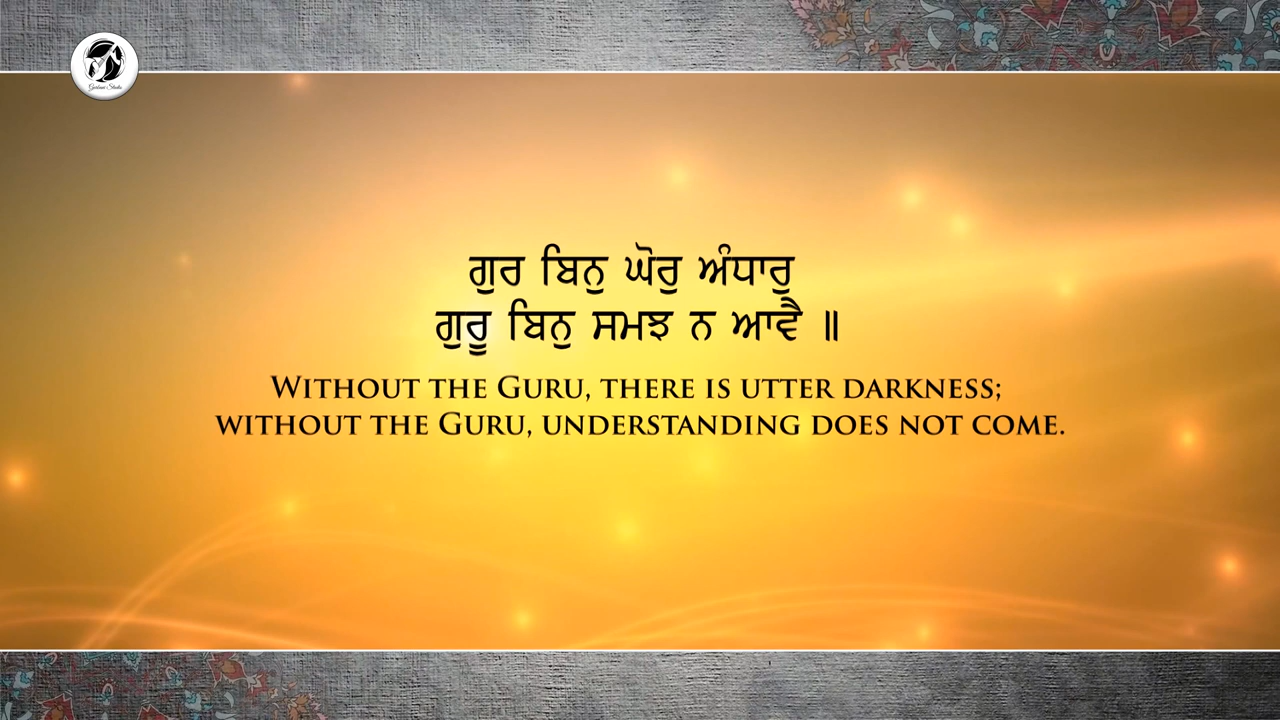 ਗੁਰ ਬਿਨੁ ਘੋਰੁ ਅੰਧਾਰੁ
ਗੁਰੂ ਬਿਨੁ ਸਮਝ ਨ ਆਵੈ ॥
WITHOUT THE GURU, THERE IS UTTER DARKNESS;
WITHOUT THE GURU, UNDERSTANDING DOES NOT COME.